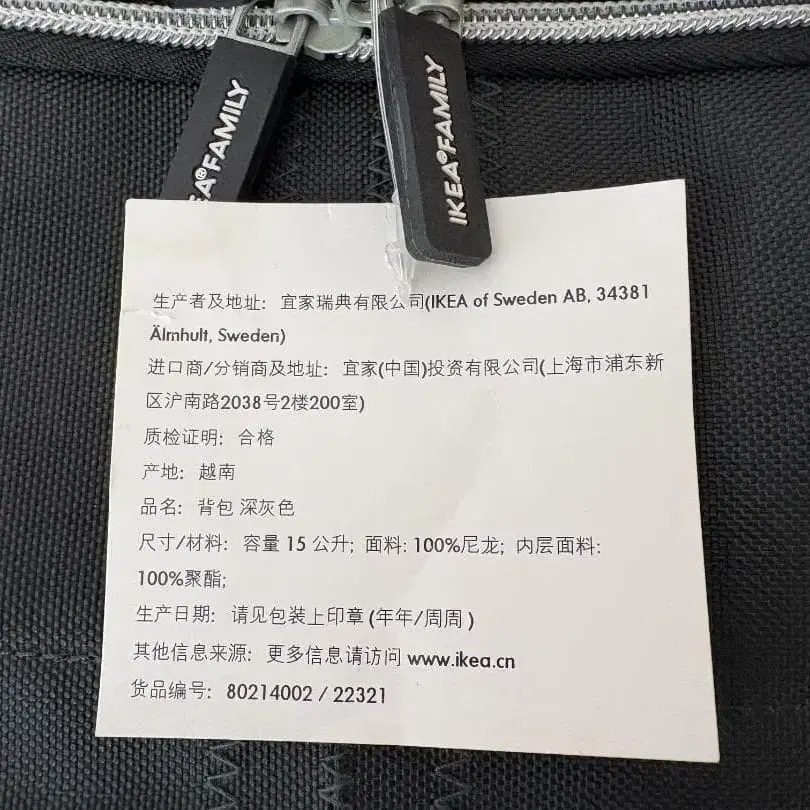 EA®FAMILY
IKEA®FAMILY
生产者及地址: 宜家瑞典有限公司(IKEA of Sweden AB, 34381
Älmhult, Sweden)
进口商/分销商及地址: 宜家(中国)投资有限公司(上海市浦东新
区沪南路2038号2楼200室)
质检证明: 合格
产地: 越南
品名: 背包 深灰色
尺寸/材料: 容量 15 公升; 面料: 100%尼龙; 内层面料:
100%聚酯;
生产日期: 请见包装上印章 (年年/周周 )
其他信息来源: 更多信息请访问 www.ikea.cn
货品编号: 80214002 / 22321